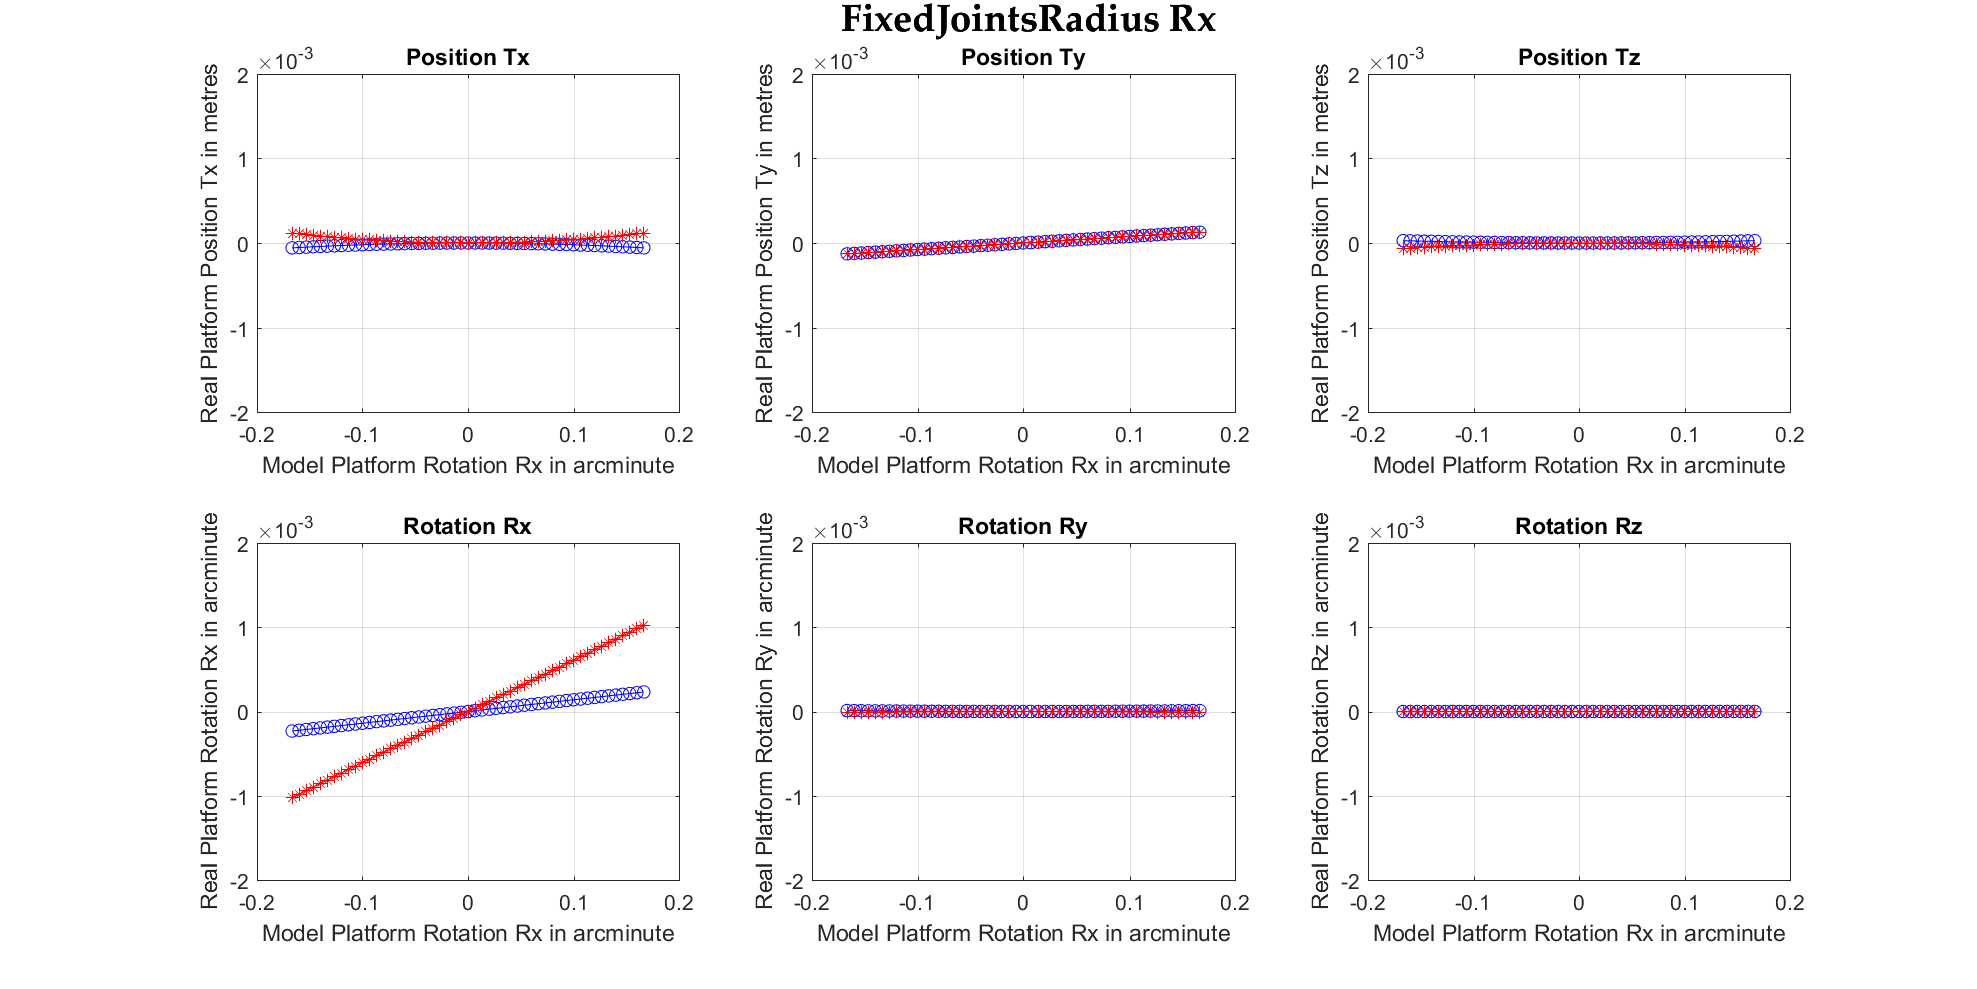 FixedJointsRadius Rx
Position Tx
×10-3
Real Platform Position Tx in metres
2
1
0
-1
-2
-0.2 -0.1 0 0.1 0.2
Model Platform Rotation Rx in arcminute
Position Ty
×10-3
Real Platform Position Ty in metres
2
1
0
-1
-2
-0.2 -0.1 0 0.1 0.2
Model Platform Rotation Rx in arcminute
Position Tz
×10-3
Real Platform Position Tz in metres
2
1
0
-1
-2
-0.2 -0.1 0 0.1 0.2
Model Platform Rotation Rx in arcminute
Rotation Rx
×10-3
Real Platform Rotation Rx in arcminute
2
1
0
-1
-2
-0.2 -0.1 0 0.1 0.2
Model Platform Rotation Rx in arcminute
Rotation Ry
×10-3
Real Platform Rotation Ry in arcminute
2
1
0
-1
-2
-0.2 -0.1 0 0.1 0.2
Model Platform Rotation Rx in arcminute
Rotation Rz
×10-3
Real Platform Rotation Rz in arcminute
2
1
0
-1
-2
-0.2 -0.1 0 0.1 0.2
Model Platform Rotation Rx in arcminute